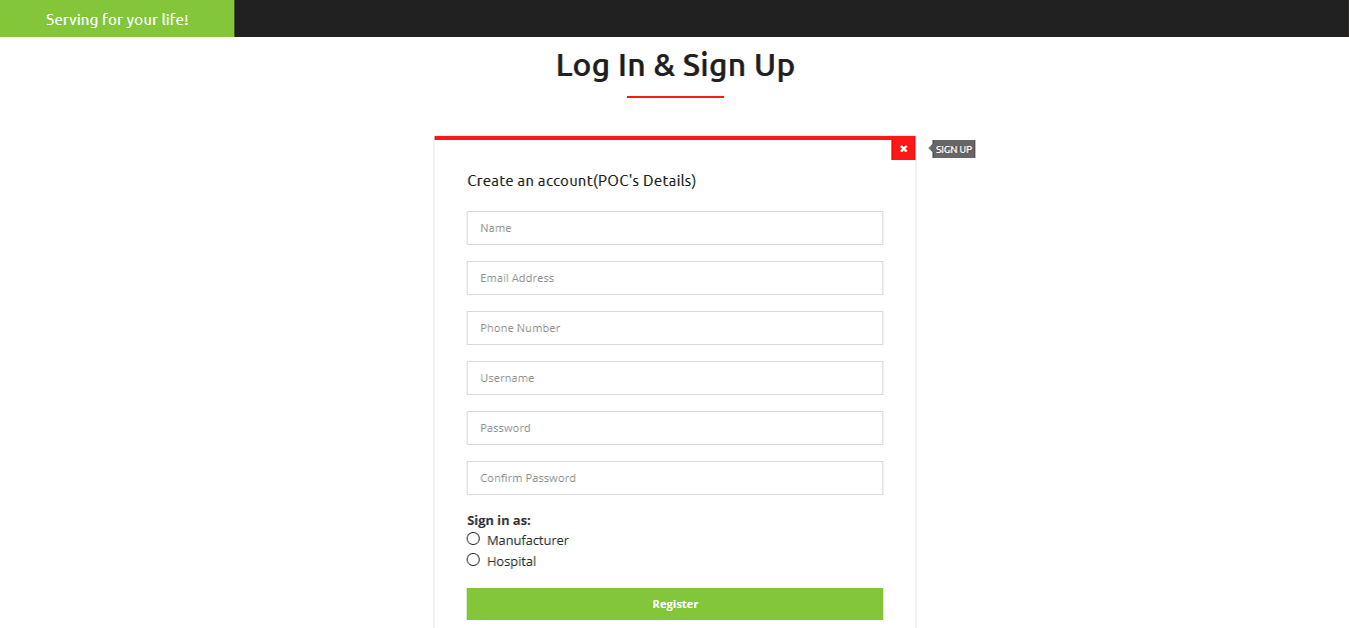 Serving for your life!
Log In & Sign Up
SIGN UP
Create an account(POC's Details)
Name
Email Address
Phone Number
Username
Password
Confirm Password
Sign in as:
Manufacturer
Hospital
Register